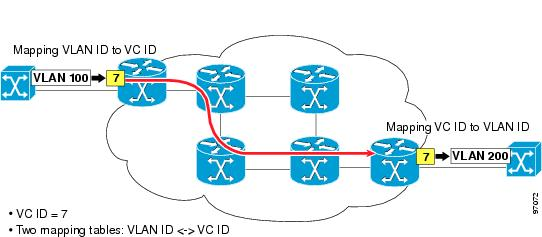 Mapping VLAN ID to VC ID
VLAN 100
7
Mapping VC ID to VLAN ID
7
VLAN 200
• VC ID = 7
• Two mapping tables: VLAN ID <-> VC ID
97072